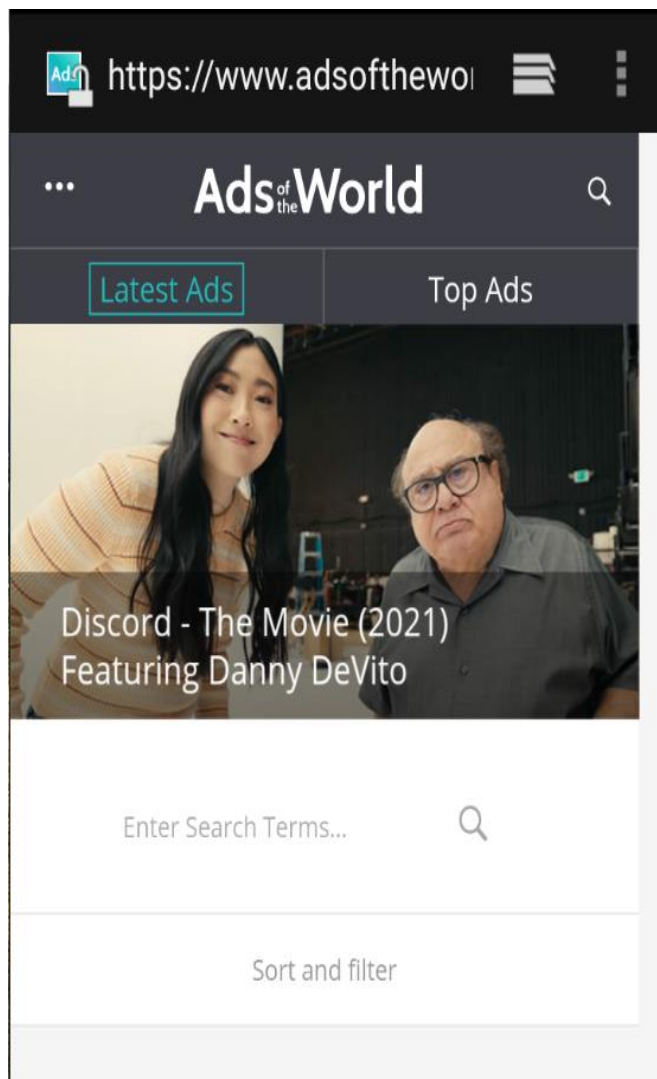 Ads https://www.adsofthewor
Ads of the World
Latest Ads Top Ads
Discord - The Movie (2021)
Featuring Danny DeVito
Enter Search Terms...
Sort and filter